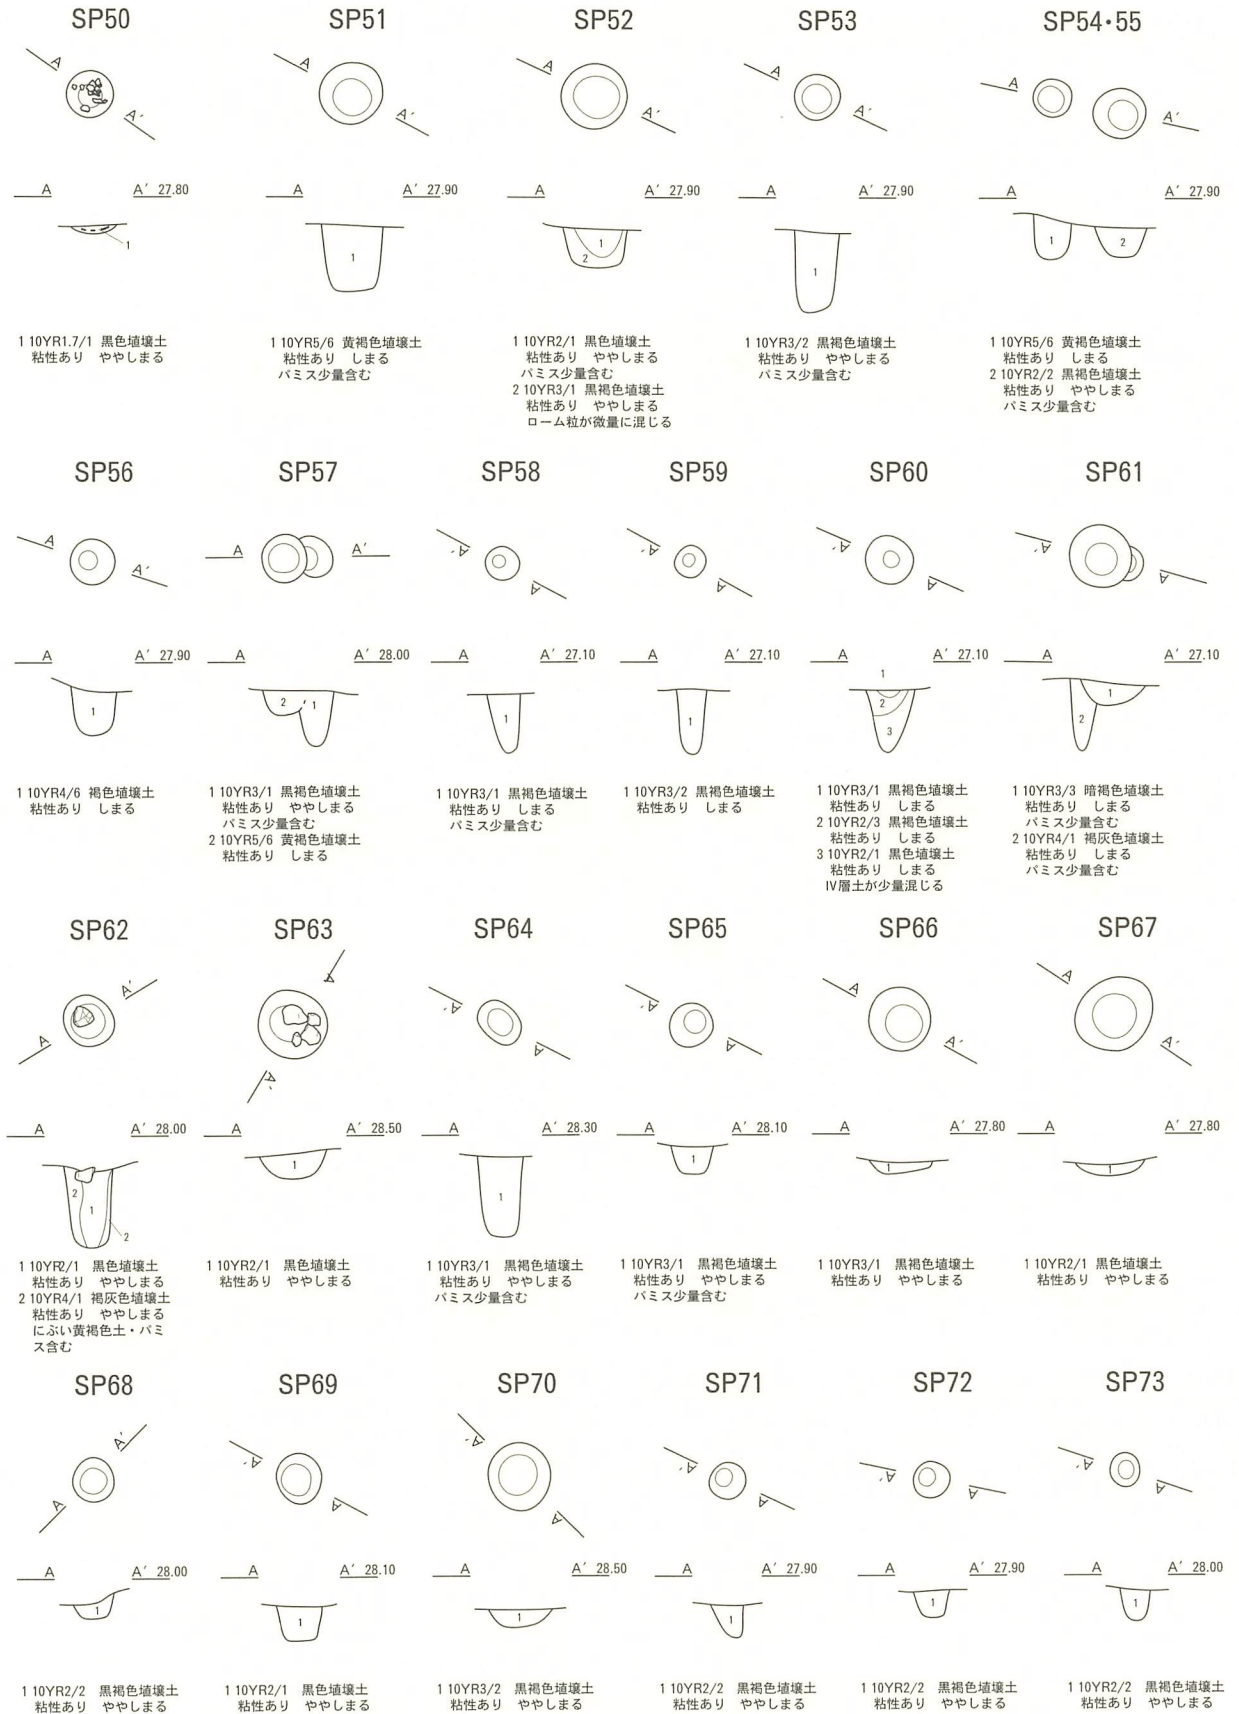 SP50
A
A′
A
A′ 27.80
1
1 10YR1.7/1 黒色埴壌土
粘性あり ややしまる
SP51
A
A′
A
A′ 27.90
1
1 10YR5/6 黄褐色埴壌土
粘性あり しまる
パミス少量含む
SP52
A
A′
A
A′ 27.90
1
2
1 10YR2/1 黒色埴壌土
粘性あり ややしまる
パミス少量含む
2 10YR3/1 黒褐色埴壌土
粘性あり ややしまる
ローム粒が微量に混じる
SP53
A
A′
A
A′ 27.90
1
1 10YR3/2 黒褐色埴壌土
粘性あり ややしまる
パミス少量含む
SP54・55
A
A′
A
A′ 27.90
1
2
1 10YR5/6 黄褐色埴壌土
粘性あり しまる
2 10YR2/2 黒褐色埴壌土
粘性あり ややしまる
パミス少量含む
SP56
A
A′
A
A′ 27.90
1
1 10YR4/6 褐色埴壌土
粘性あり しまる
SP57
A
A′
A
A′ 28.00
2
1
1 10YR3/1 黒褐色埴壌土
粘性あり ややしまる
パミス少量含む
2 10YR5/6 黄褐色埴壌土
粘性あり しまる
SP58
A′
A
A
A′ 27.10
1
1 10YR3/1 黒褐色埴壌土
粘性あり しまる
パミス少量含む
SP59
A′
A
A
A′ 27.10
1
1 10YR3/2 黒褐色埴壌土
粘性あり しまる
SP60
A′
A
A
A′ 27.10
1
2
3
1 10YR3/1 黒褐色埴壌土
粘性あり しまる
2 10YR2/3 黒褐色埴壌土
粘性あり しまる
3 10YR2/1 黒色埴壌土
粘性あり しまる
IV層土が少量混じる
SP61
A′
A
A
A′ 27.10
1
2
1 10YR3/3 暗褐色埴壌土
粘性あり しまる
パミス少量含む
2 10YR4/1 褐灰色埴壌土
粘性あり しまる
パミス少量含む
SP62
A′
A
A
A′ 28.00
2
1
2
1 10YR2/1 黒色埴壌土
粘性あり ややしまる
2 10YR4/1 褐灰色埴壌土
粘性あり ややしまる
にぶい黄褐色土・パミ
ス含む
SP63
A
A′
A
A′ 28.50
1
1 10YR2/1 黒色埴壌土
粘性あり ややしまる
SP64
A′
A
A
A′ 28.30
1
1 10YR3/1 黒褐色埴壌土
粘性あり ややしまる
パミス少量含む
SP65
A′
A
A
A′ 28.10
1
1 10YR3/1 黒褐色埴壌土
粘性あり ややしまる
パミス少量含む
SP66
A
A′
A
A′ 27.80
1
1 10YR3/1 黒褐色埴壌土
粘性あり ややしまる
SP67
A
A′
A
A′ 27.80
1
1 10YR2/1 黒色埴壌土
粘性あり ややしまる
SP68
A′
A
A
A′ 28.00
1
1 10YR2/2 黒褐色埴壌土
粘性あり ややしまる
SP69
A′
A
A
A′ 28.10
1
1 10YR2/1 黒色埴壌土
粘性あり ややしまる
SP70
A′
A
A
A′ 28.50
1
1 10YR3/2 黒褐色埴壌土
粘性あり ややしまる
SP71
A′
A
A
A′ 27.90
1
1 10YR2/2 黒褐色埴壌土
粘性あり ややしまる
SP72
A′
A
A
A′ 27.90
1
1 10YR2/2 黒褐色埴壌土
粘性あり ややしまる
SP73
A′
A
A
A′ 28.00
1
1 10YR2/2 黒褐色埴壌土
粘性あり ややしまる